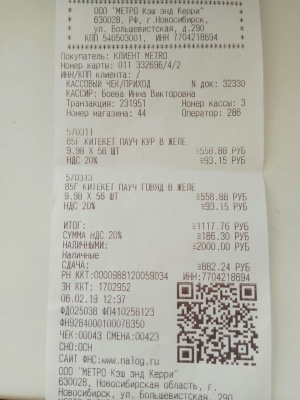 ООО "МЕТРО Кэш энд Керри"
630028, РФ, г.Новосибирск,
ул. Большевистская, д.290
КПП 540503001, ИНН:7704218694
Покупатель: КЛИЕНТ METRO
Номер карты: 011 332696/4/2
ИНН/КПП клиента: /
КАССОВЫЙ ЧЕК/ПРИХОД N док: 32330
КАССИР: Боева Инна Викторовна
Транзакция: 231951 Номер кассы: 3
Номер магазина: 44 Оператор: 286
570311
85Г КИТЕКЕТ ПАУЧ КУР В ЖЕЛЕ
9.98 X 56 ШТ =558.88 РУБ
НДС 20% =93.15 РУБ
570313
85Г КИТЕКЕТ ПАУЧ ГОВЯД В ЖЕЛЕ
9.98 X 56 ШТ =558.88 РУБ
НДС 20% =93.15 РУБ
ИТОГ: =1117.76 РУБ
СУММА НДС 20% =186.30 РУБ
НАЛИЧНЫМИ: =2000.00 РУБ
Наличные
СДАЧА: =882.24 РУБ
РН ККТ:0000988120059034 ИНН:7704218694
ЗН ККТ: 1702952
06.02.19 12:37
ФД025038 ФП410258123
ФН9284000100076350
ЧЕК:00043 СМЕНА:00423
СНО:ОСН
САЙТ ФНС:www.nalog.ru
ООО "МЕТРО Кэш энд Керри"
630028, Новосибирская область, г.
Новосибирск, ул. Большевистская,